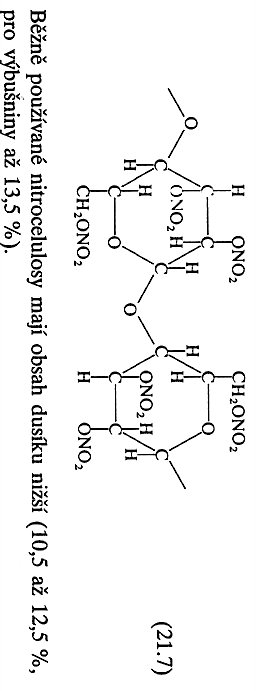 H ONO₂ CH₂ONO₂
C C C O
O H H
ONO₂ H H
C C C C (21.7)
H ONO₂ H
H O H
C O C C
CH₂ONO₂ H ONO₂
Běžně používané nitrocelulosy mají obsah dusíku nižší (10,5 až 12,5 %,
pro výbušniny až 13,5 %).